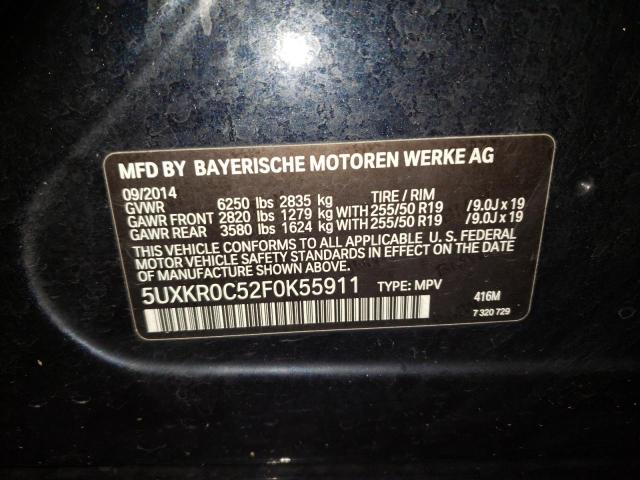 MFD BY BAYERISCHE MOTOREN WERKE AG
09/2014 TIRE / RIM
GVWR 6250 lbs 2835 kg
GAWR FRONT 2820 lbs 1279 kg WITH 255/50 R19 /9.0J x 19
GAWR REAR 3580 lbs 1624 kg WITH 255/50 R19 /9.0J x 19
THIS VEHICLE CONFORMS TO ALL APPLICABLE U.S. FEDERAL
MOTOR VEHICLE SAFETY STANDARDS IN EFFECT ON THE
DATE OF MANUFACTURE SHOWN ABOVE.
5UXKR0C52F0K55911 TYPE: MPV
416M
7 320 729